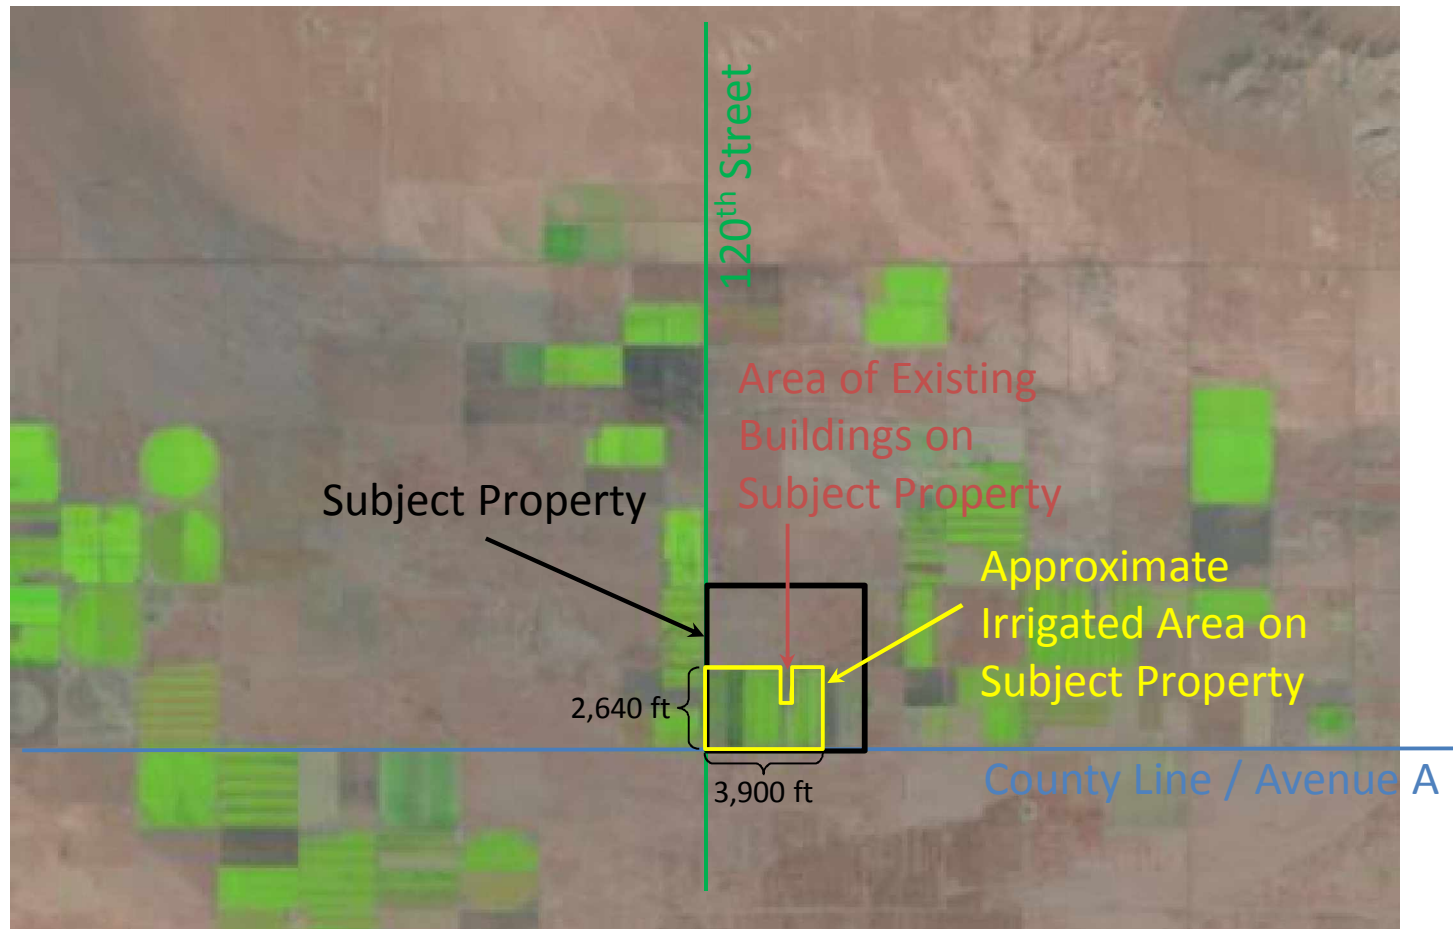 120th Street
Area of Existing
Buildings on
Subject Property
Subject Property
Approximate
Irrigated Area on
Subject Property
2,640 ft
3,900 ft
County Line / Avenue A